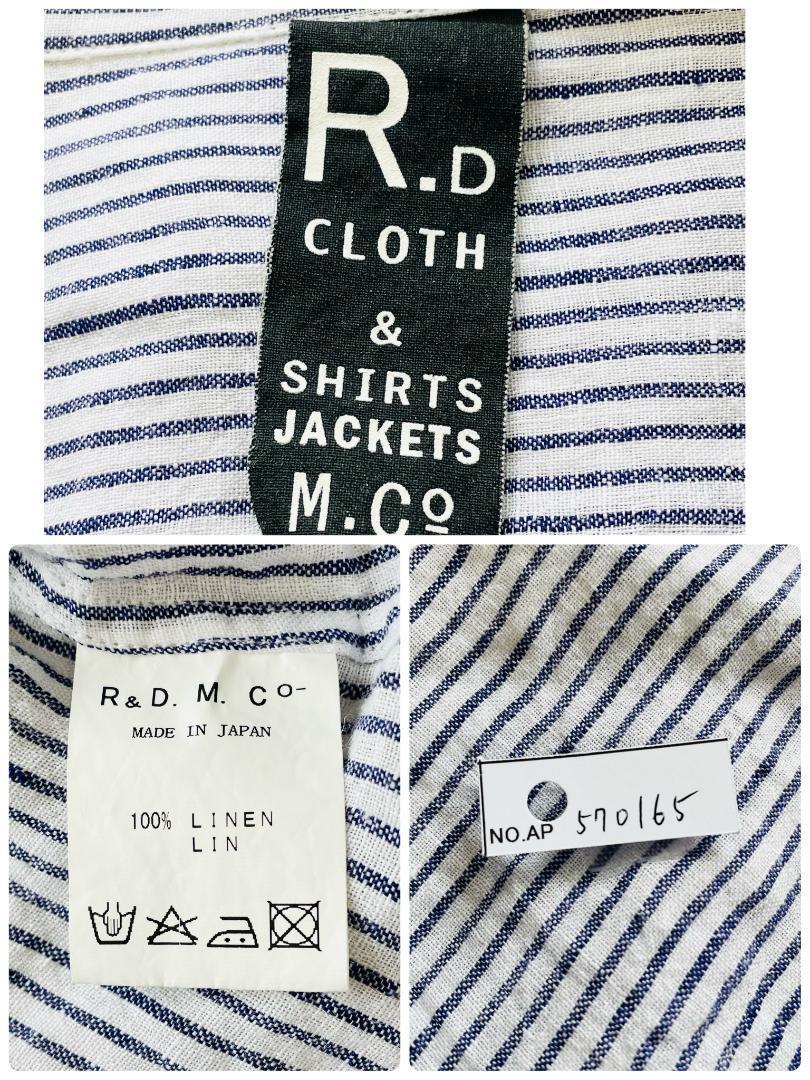 R.D
CLOTH
&
SHIRTS
JACKETS
M.Cº
R&D. M. Co-
MADE IN JAPAN
100% LINEN
LIN
NO.AP 570165